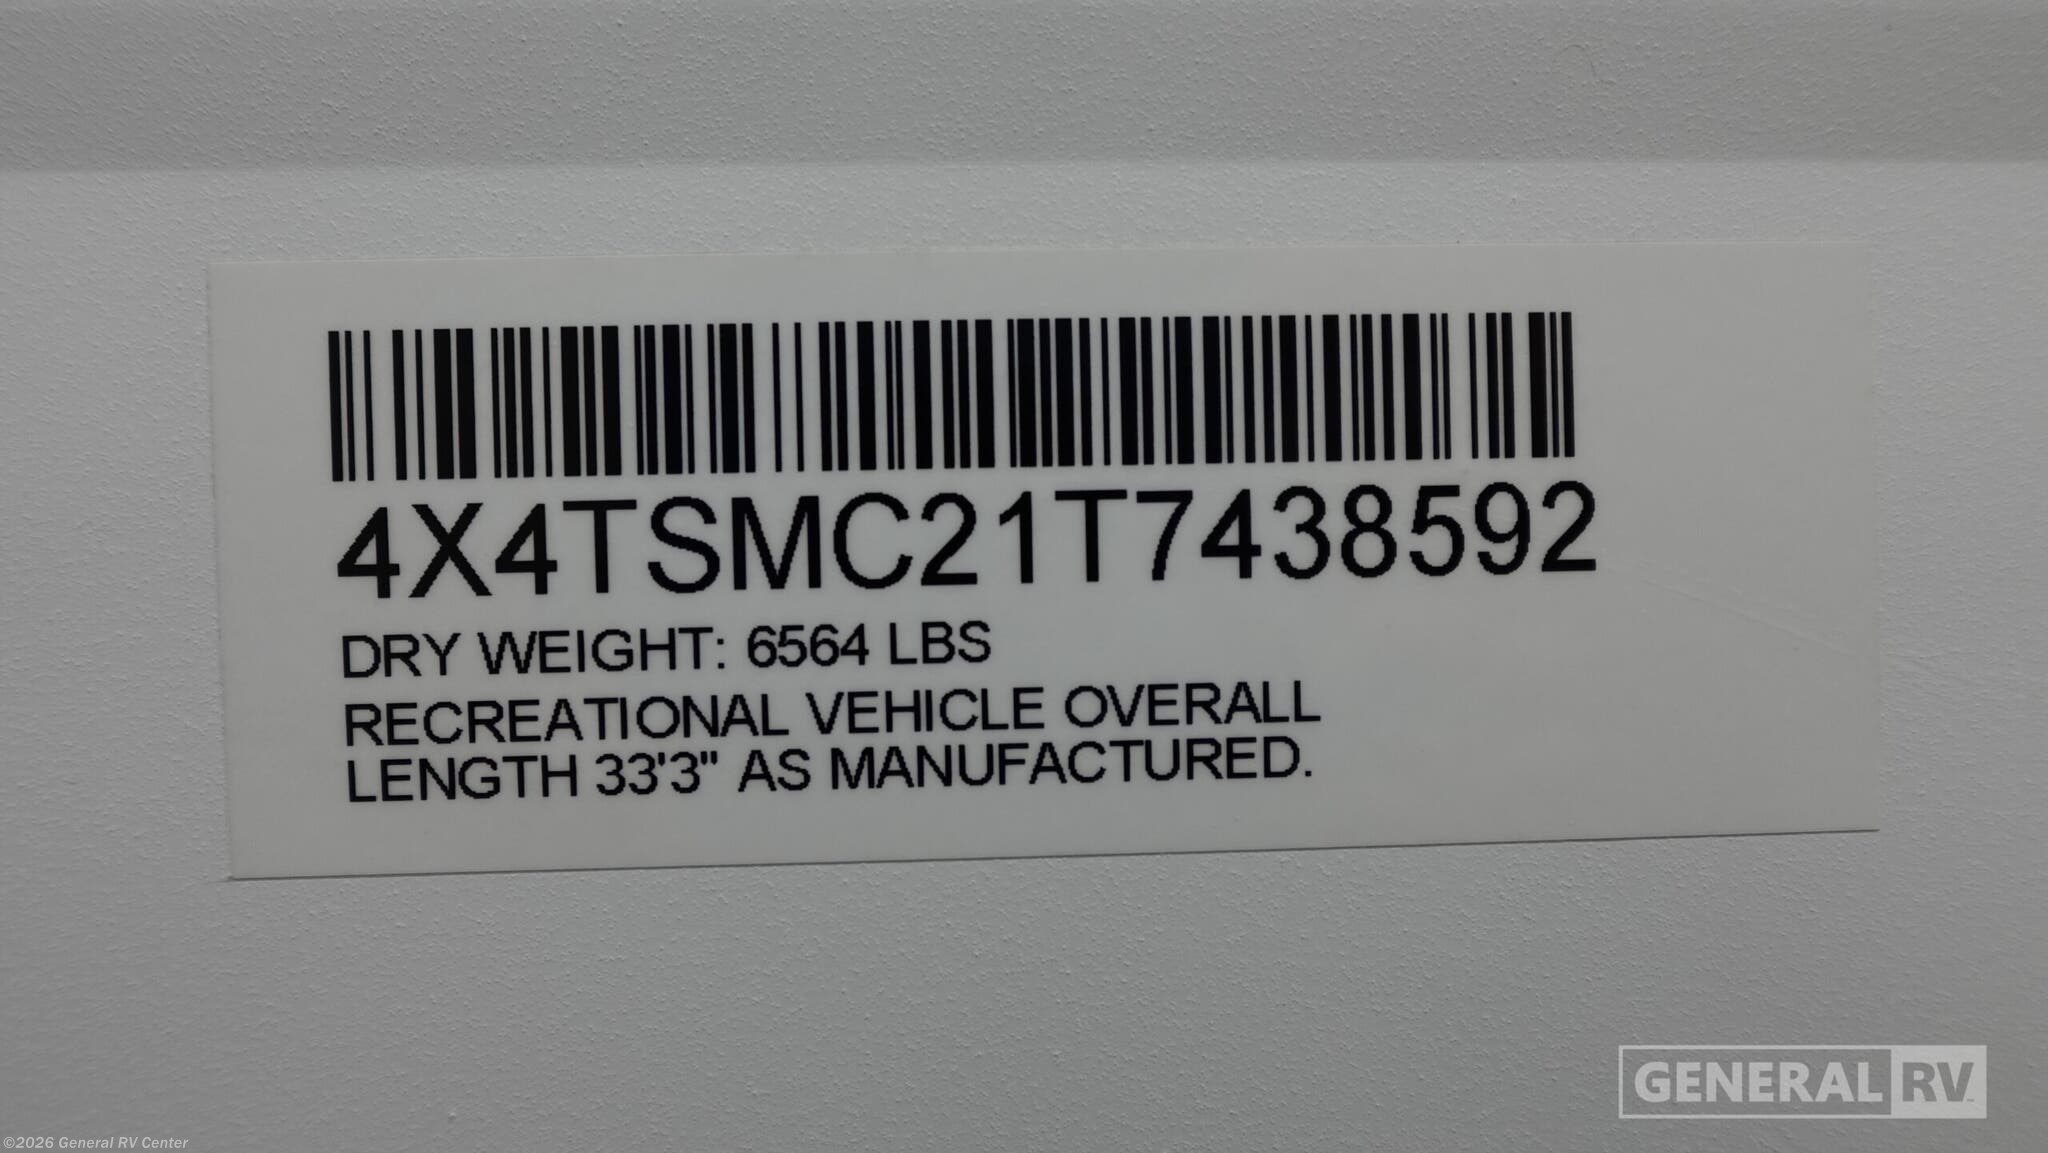 4X4TSMC21T7438592
DRY WEIGHT: 6564 LBS
RECREATIONAL VEHICLE OVERALL
LENGTH 33'3" AS MANUFACTURED.
GENERAL RV
©2026 General RV Center